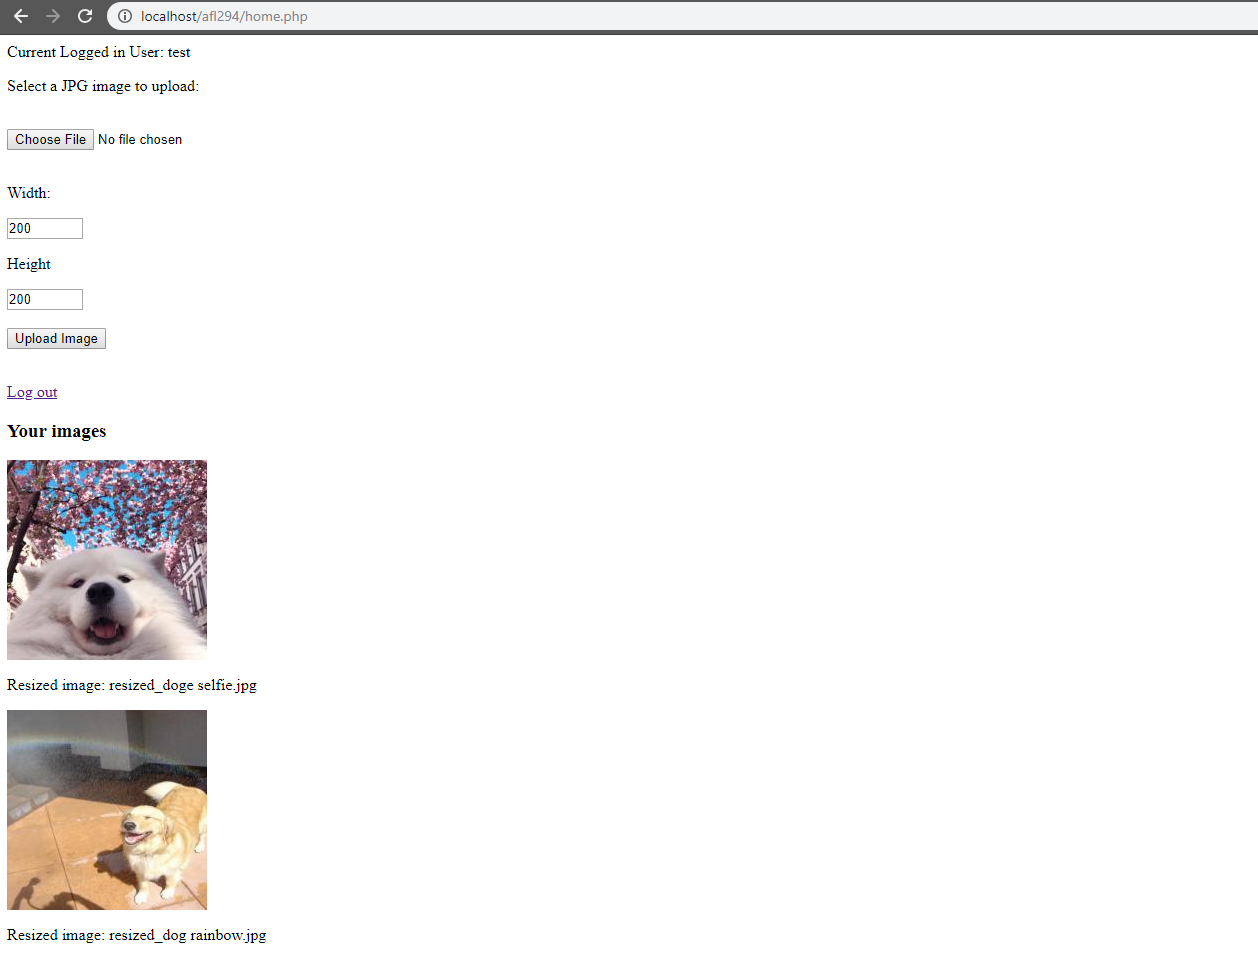 localhost/afl294/home.php
Current Logged in User: test
Select a JPG image to upload:
Choose File No file chosen
Width:
200
Height
200
Upload Image
Log out
Your images
Resized image: resized_doge selfie.jpg
Resized image: resized_dog rainbow.jpg